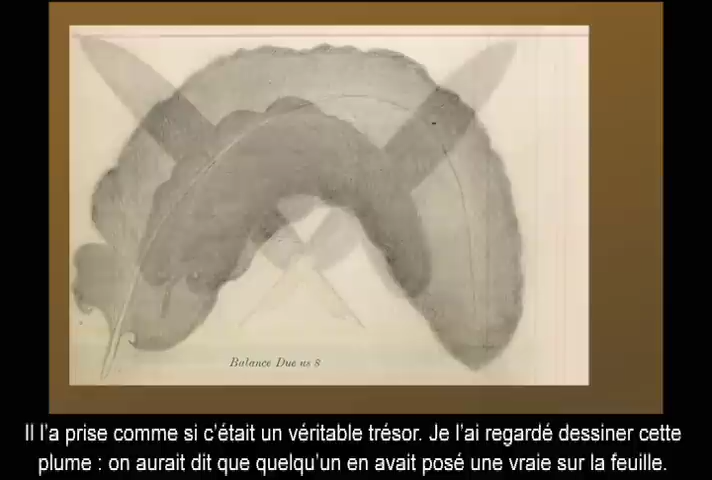 Balance Due us $
Il l'a prise comme si c'était un véritable trésor. Je l'ai regardé dessiner cette
plume : on aurait dit que quelqu'un en avait posé une vraie sur la feuille.